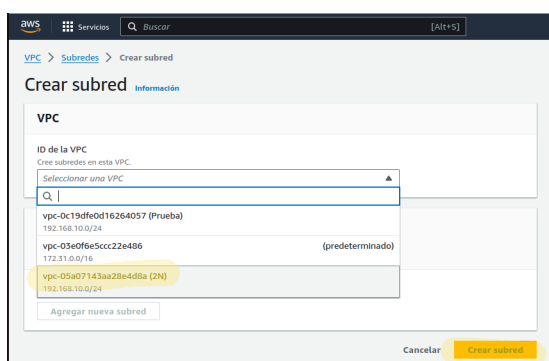 aws
Servicios
Buscar
[Alt+S]
VPC > Subredes > Crear subred
Crear subred Información
VPC
ID de la VPC
Cree subredes en esta VPC.
Seleccionar una VPC
vpc-0c19dfe0d16264057 (Prueba)
192.168.10.0/24
vpc-03e0f6e5ccc22e486 (predeterminado)
172.31.0.0/16
vpc-05a07143aa28e4d8a (2N)
192.168.10.0/24
Agregar nueva subred
Cancelar
Crear subred